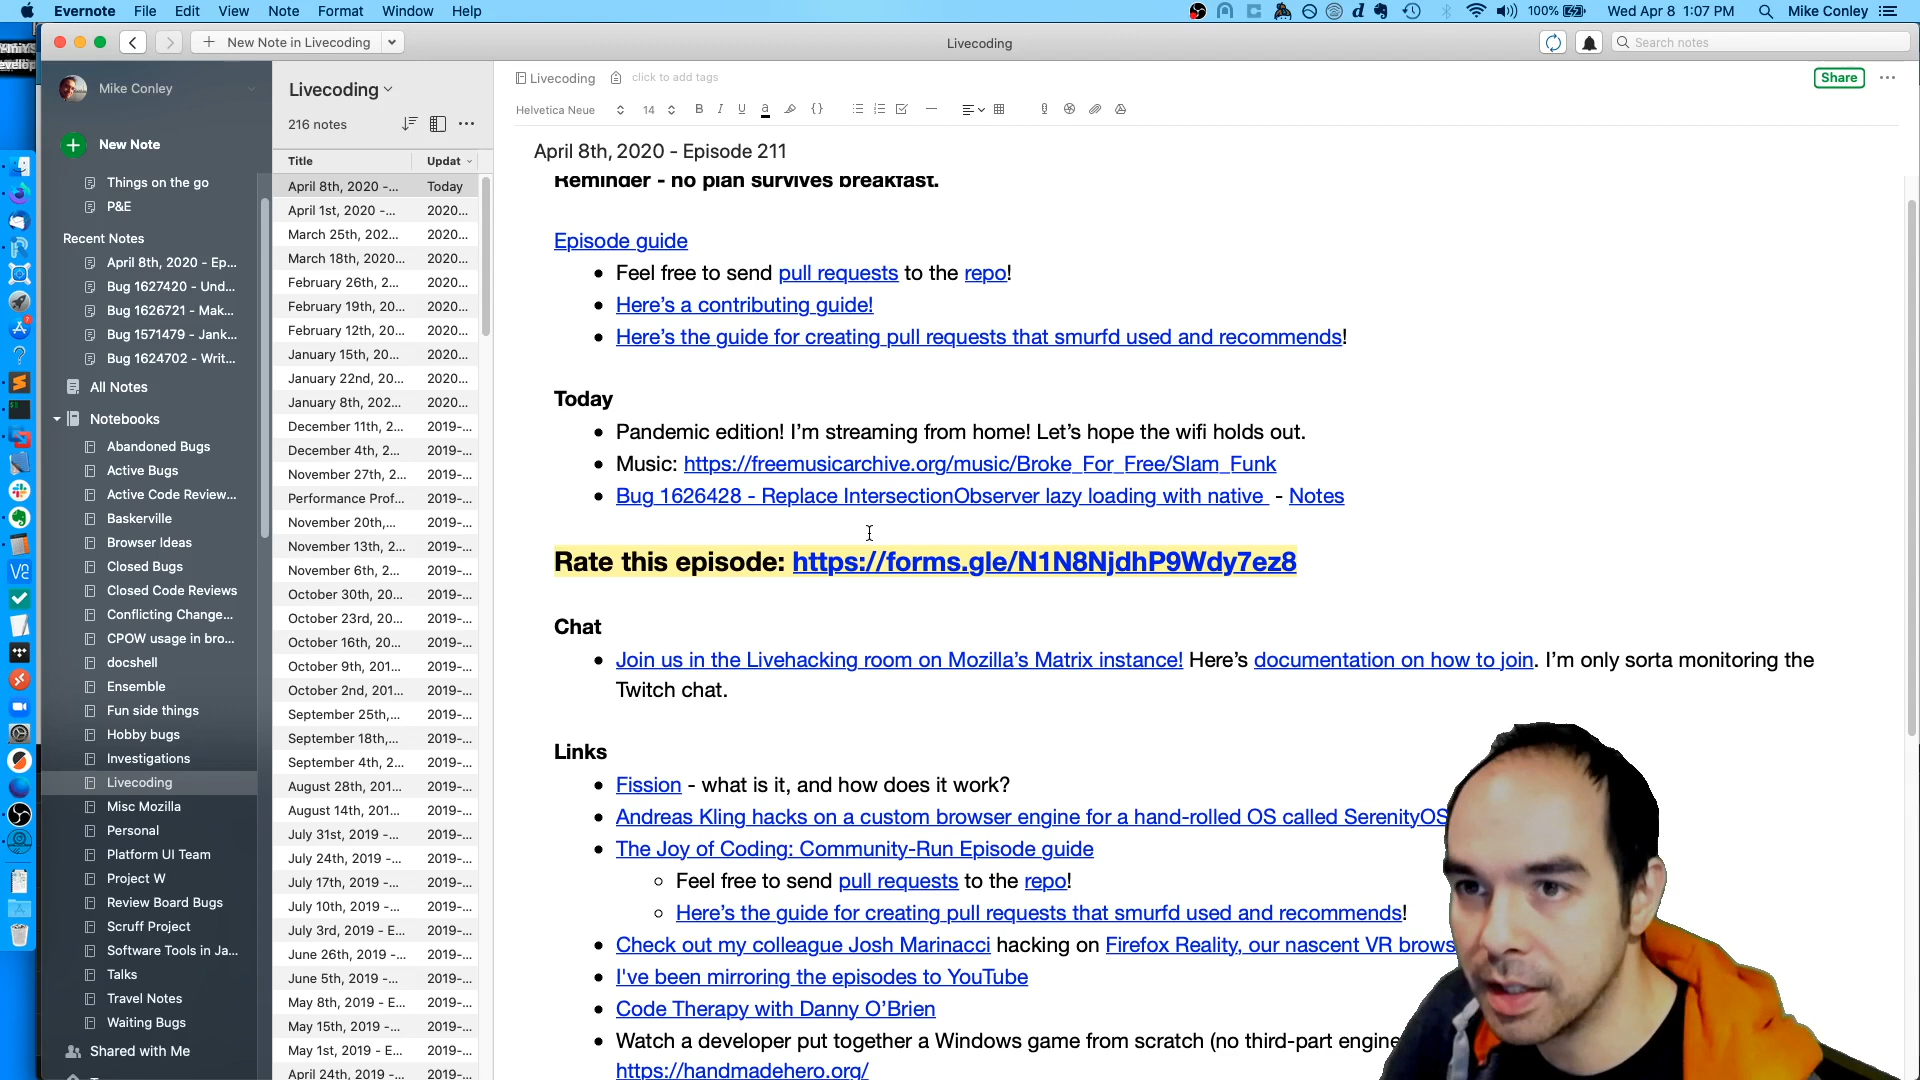 Evernote File Edit View Note Format Window Help
100% Wed Apr 8 1:07 PM Mike Conley
New Note in Livecoding
Livecoding
Search notes
Mike Conley
New Note
Things on the go
P&E
Recent Notes
April 8th, 2020 - Ep...
Bug 1627420 - Und...
Bug 1626721 - Mak...
Bug 1571479 - Jank...
Bug 1624702 - Writ...
All Notes
Notebooks
Abandoned Bugs
Active Bugs
Active Code Review...
Baskerville
Browser Ideas
Closed Bugs
Closed Code Reviews
Conflicting Change...
CPOW usage in bro...
docshell
Ensemble
Fun side things
Hobby bugs
Investigations
Livecoding
Misc Mozilla
Personal
Platform UI Team
Project W
Review Board Bugs
Scruff Project
Software Tools in Ja...
Talks
Travel Notes
Waiting Bugs
Shared with Me
Livecoding
216 notes
Title Updat
April 8th, 2020 -... Today
April 1st, 2020 -... 2020...
March 25th, 202... 2020...
March 18th, 2020... 2020...
February 26th, 2... 2020...
February 19th, 20... 2020...
February 12th, 20... 2020...
January 15th, 20... 2020...
January 22nd, 20... 2020...
January 8th, 202... 2020...
December 11th, 2... 2019-...
December 4th, 2... 2019-...
November 27th, 2... 2019-...
Performance Prof... 2019-...
November 20th,... 2019-...
November 13th, 2... 2019-...
November 6th, 2... 2019-...
October 30th, 20... 2019-...
October 23rd, 20... 2019-...
October 16th, 20... 2019-...
October 9th, 201... 2019-...
October 2nd, 201... 2019-...
September 25th,... 2019-...
September 18th,... 2019-...
September 4th, 2... 2019-...
August 28th, 201... 2019-...
August 14th, 201... 2019-...
July 31st, 2019 -... 2019-...
July 24th, 2019 -... 2019-...
July 17th, 2019 -... 2019-...
July 10th, 2019 -... 2019-...
July 3rd, 2019 - E... 2019-...
June 26th, 2019 -... 2019-...
June 5th, 2019 -... 2019-...
May 8th, 2019 - E... 2019-...
May 15th, 2019 -... 2019-...
May 1st, 2019 - E... 2019-...
April 24th, 2019 -... 2019-...
Livecoding click to add tags
Share
Helvetica Neue 14 B I U a {}
April 8th, 2020 - Episode 211
Reminder - no plan survives breakfast.
Episode guide
• Feel free to send pull requests to the repo!
• Here’s a contributing guide!
• Here’s the guide for creating pull requests that smurfd used and recommends!
Today
• Pandemic edition! I’m streaming from home! Let’s hope the wifi holds out.
• Music: https://freemusicarchive.org/music/Broke_For_Free/Slam_Funk
• Bug 1626428 - Replace IntersectionObserver lazy loading with native - Notes
Rate this episode: https://forms.gle/N1N8NjdhP9Wdy7ez8
Chat
• Join us in the Livehacking room on Mozilla’s Matrix instance! Here’s documentation on how to join. I’m only sorta monitoring the
Twitch chat.
Links
• Fission - what is it, and how does it work?
• Andreas Kling hacks on a custom browser engine for a hand-rolled OS called SerenityOS
• The Joy of Coding: Community-Run Episode guide
◦ Feel free to send pull requests to the repo!
◦ Here’s the guide for creating pull requests that smurfd used and recommends!
• Check out my colleague Josh Marinacci hacking on Firefox Reality, our nascent VR brows
• I've been mirroring the episodes to YouTube
• Code Therapy with Danny O’Brien
• Watch a developer put together a Windows game from scratch (no third-part engine
https://handmadehero.org/